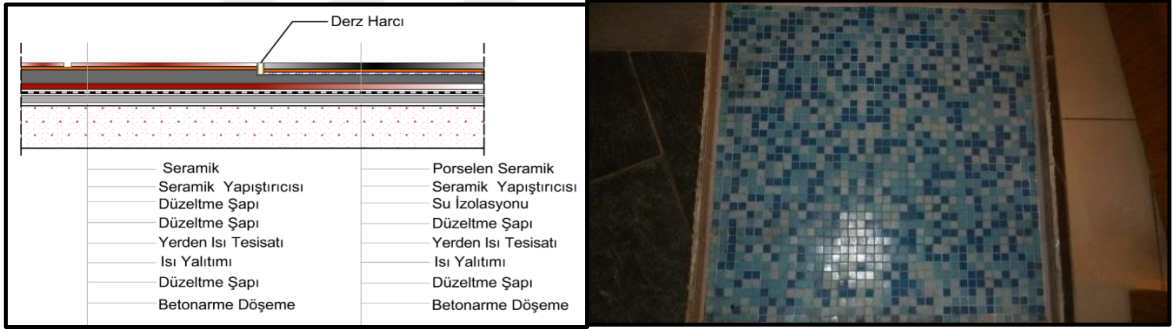 Derz Harcı
Seramik
Seramik Yapıştırıcısı
Düzeltme Şapı
Düzeltme Şapı
Yerden Isı Tesisatı
Isı Yalıtımı
Düzeltme Şapı
Betonarme Döşeme
Porselen Seramik
Seramik Yapıştırıcısı
Su İzolasyonu
Düzeltme Şapı
Yerden Isı Tesisatı
Isı Yalıtımı
Düzeltme Şapı
Betonarme Döşeme